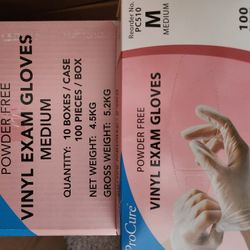 POWDER FREE
VINYL EXAM GLOVES
MEDIUM
QUANTITY: 10 BOXES / CASE
100 PIECES / BOX
NET WEIGHT: 4.5KG
GROSS WEIGHT: 5.2KG
Reorder No.
PC510
M
MEDIUM
100
POWDER FREE
VINYL EXAM GLOVES
ProCure